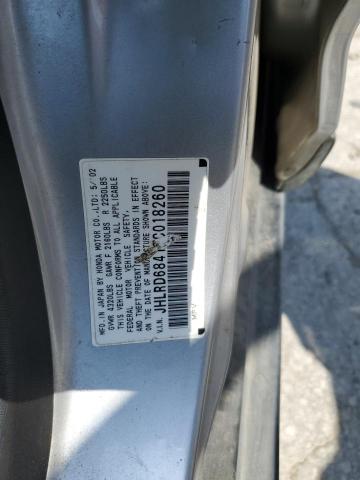 MFD. IN JAPAN BY HONDA MOTOR CO.,LTD: 5/'02
GVWR 4320LBS GAWR F 2160LBS R 2250LBS
THIS VEHICLE CONFORMS TO ALL APPLICABLE
FEDERAL MOTOR VEHICLE SAFETY,
AND THEFT PREVENTION STANDARDS IN EFFECT
ON THE DATE OF MANUFACTURE SHOWN ABOVE.
V.I.N. JHLRD684 C018260